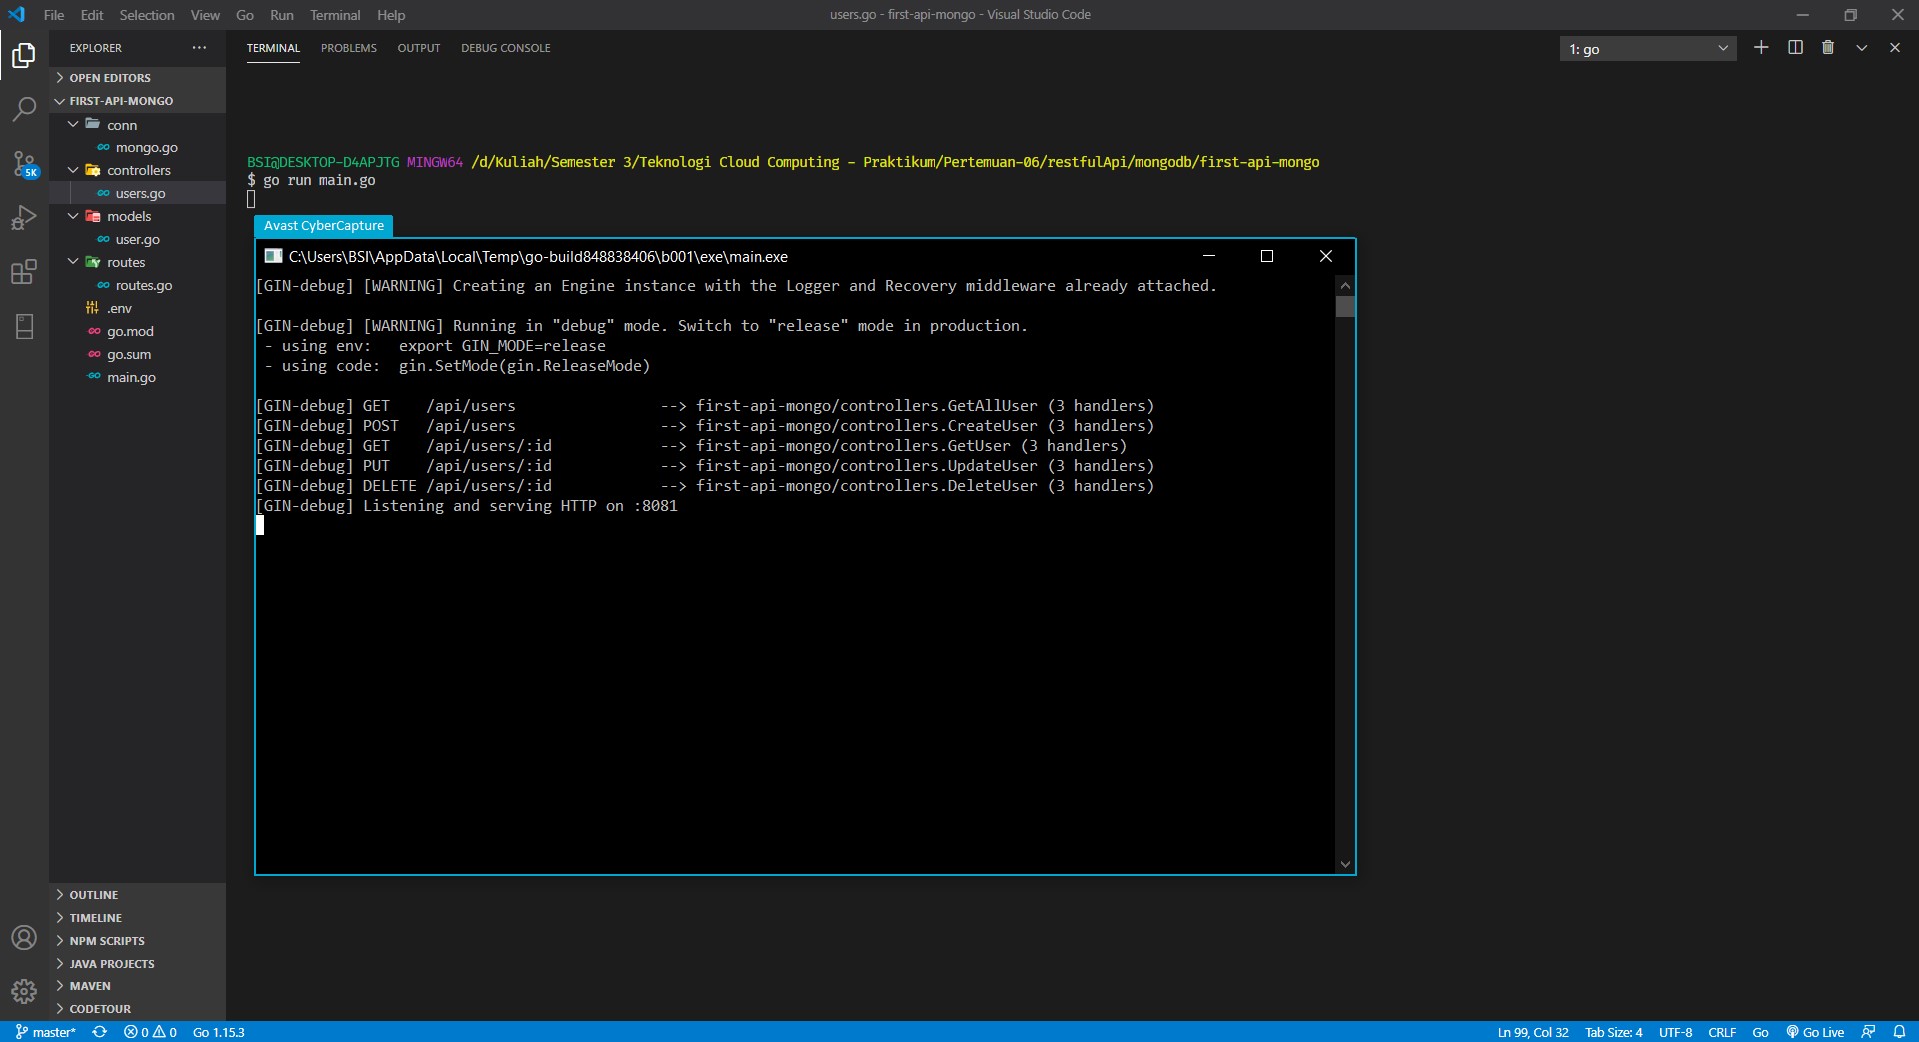 File Edit Selection View Go Run Terminal Help
users.go - first-api-mongo - Visual Studio Code
EXPLORER
OPEN EDITORS
FIRST-API-MONGO
conn
mongo.go
controllers
users.go
models
user.go
routes
routes.go
.env
go.mod
go.sum
main.go
5K
OUTLINE
TIMELINE
NPM SCRIPTS
JAVA PROJECTS
MAVEN
CODETOUR
TERMINAL PROBLEMS OUTPUT DEBUG CONSOLE
1: go
BSI@DESKTOP-D4APJTG MINGW64 /d/Kuliah/Semester 3/Teknologi Cloud Computing - Praktikum/Pertemuan-06/restfulApi/mongodb/first-api-mongo
$ go run main.go
Avast CyberCapture
C:\Users\BSI\AppData\Local\Temp\go-build848838406\b001\exe\main.exe
[GIN-debug] [WARNING] Creating an Engine instance with the Logger and Recovery middleware already attached.
[GIN-debug] [WARNING] Running in "debug" mode. Switch to "release" mode in production.
- using env: export GIN_MODE=release
- using code: gin.SetMode(gin.ReleaseMode)
[GIN-debug] GET /api/users --> first-api-mongo/controllers.GetAllUser (3 handlers)
[GIN-debug] POST /api/users --> first-api-mongo/controllers.CreateUser (3 handlers)
[GIN-debug] GET /api/users/:id --> first-api-mongo/controllers.GetUser (3 handlers)
[GIN-debug] PUT /api/users/:id --> first-api-mongo/controllers.UpdateUser (3 handlers)
[GIN-debug] DELETE /api/users/:id --> first-api-mongo/controllers.DeleteUser (3 handlers)
[GIN-debug] Listening and serving HTTP on :8081
master* 0 0 Go 1.15.3
Ln 99, Col 32 Tab Size: 4 UTF-8 CRLF Go Go Live